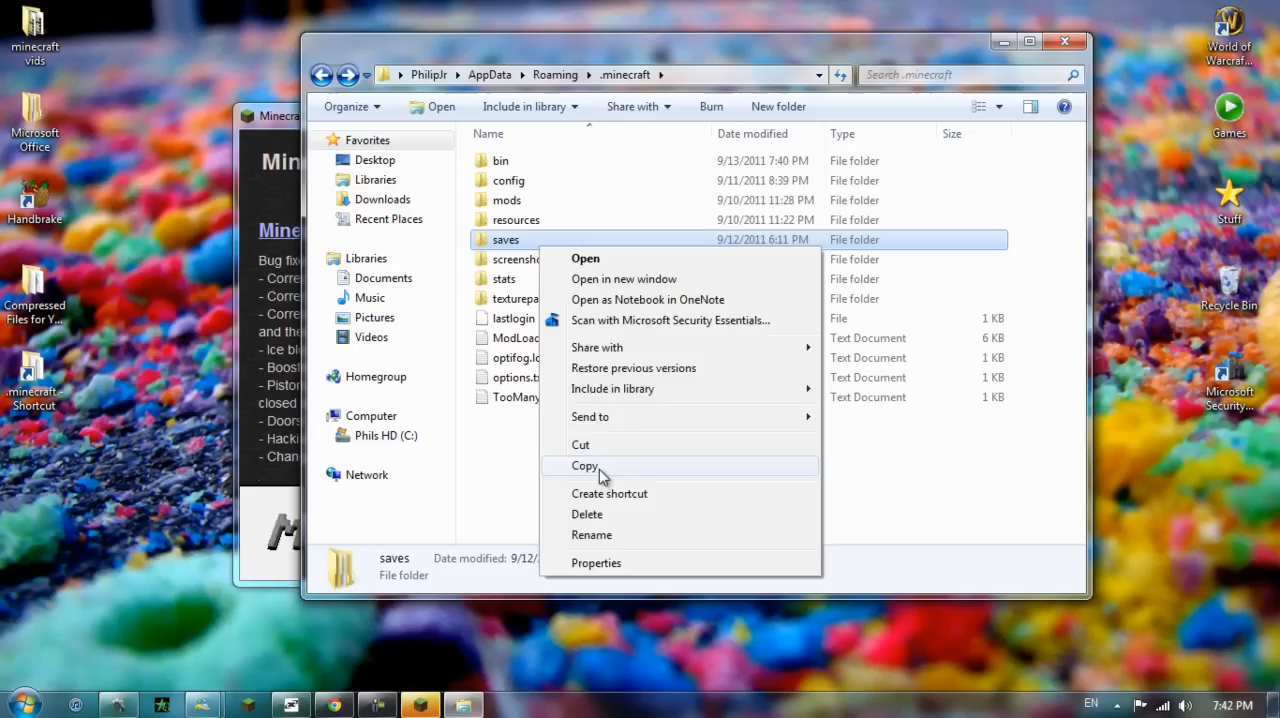 minecraft
vids
Microsoft
Office
Handbrake
Compressed
Files for Y...
.minecraft -
Shortcut
Minecra
Min
Mine
Bug fix
- Corre
- Corre
- Corre
and the
- Ice blo
- Boost
- Piston
closed
- Doors
- Hacki
- Chan
M
PhilipJr
AppData
Roaming
.minecraft
Search .minecraft
Organize
Open
Include in library
Share with
Burn
New folder
Favorites
Desktop
Libraries
Downloads
Recent Places
Libraries
Documents
Music
Pictures
Videos
Homegroup
Computer
Phils HD (C:)
Network
Name Date modified Type Size
bin 9/13/2011 7:40 PM File folder
config 9/11/2011 8:39 PM File folder
mods 9/10/2011 11:28 PM File folder
resources 9/10/2011 11:22 PM File folder
saves 9/12/2011 6:11 PM File folder
screensho File folder
stats File folder
texturepa File folder
lastlogin File 1 KB
ModLoad Text Document 6 KB
optifog.lo Text Document 1 KB
options.tx Text Document 1 KB
TooMany Text Document 1 KB
Open
Open in new window
Open as Notebook in OneNote
Scan with Microsoft Security Essentials...
Share with
Restore previous versions
Include in library
Send to
Cut
Copy
Create shortcut
Delete
Rename
Properties
saves Date modified: 9/12/
File folder
World of
Warcraf...
Games
Stuff
Recycle Bin
Microsoft
Security...
EN
7:42 PM